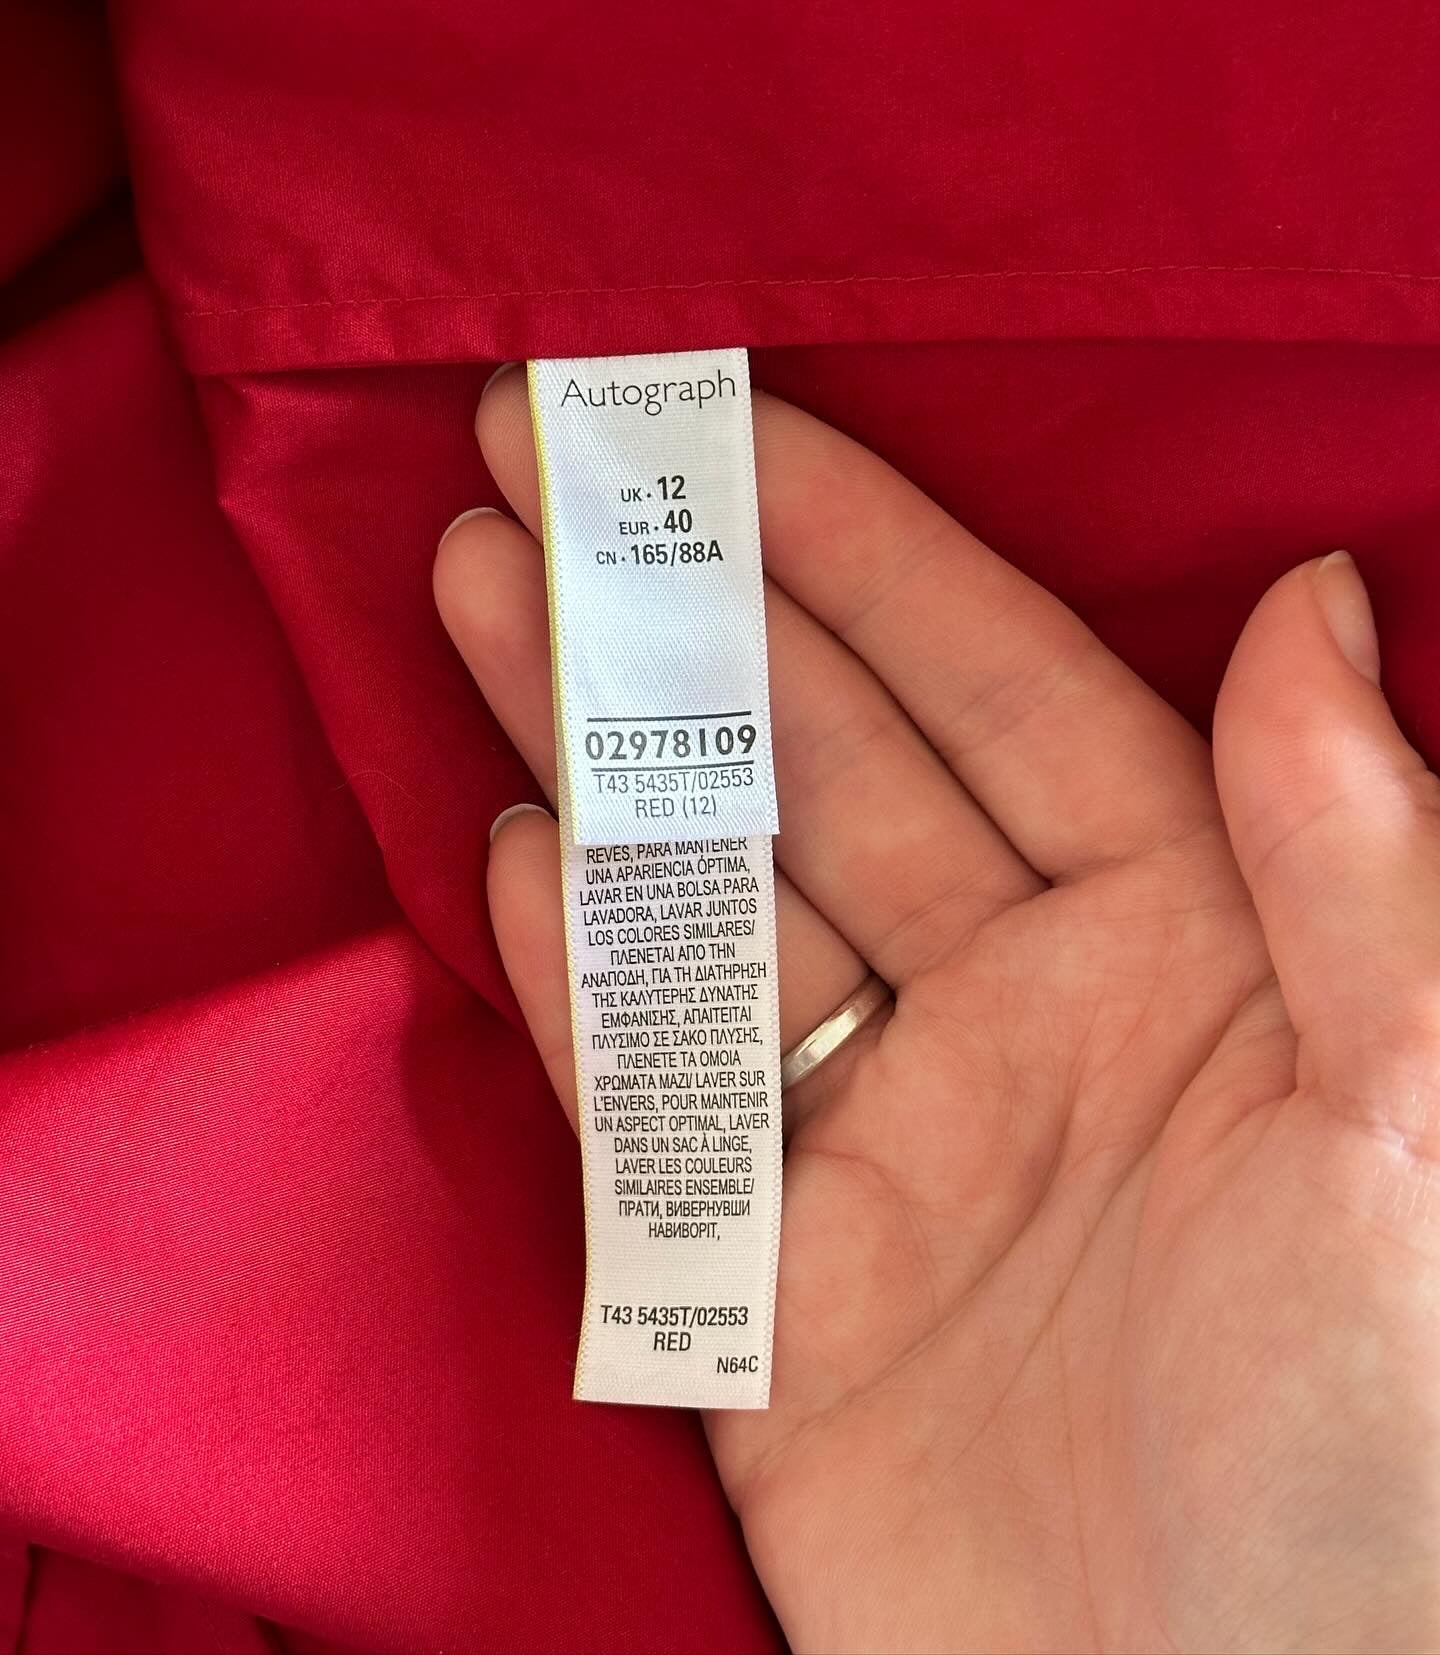 Autograph
UK · 12
EUR · 40
CN · 165/88A
02978109
T43 5435T/02553
RED (12)
REVES, PARA MANTENER
UNA APARIENCIA ÓPTIMA,
LAVAR EN UNA BOLSA PARA
LAVADORA, LAVAR JUNTOS
LOS COLORES SIMILARES/
ΠΛΕΝΕΤΑΙ ΑΠΟ ΤΗΝ
ΑΝΑΠΟΔΗ, ΓΙΑ ΤΗ ΔΙΑΤΗΡΗΣΗ
ΤΗΣ ΚΑΛΥΤΕΡΗΣ ΔΥΝΑΤΗΣ
ΕΜΦΑΝΙΣΗΣ, ΑΠΑΙΤΕΙΤΑΙ
ΠΛΥΣΙΜΟ ΣΕ ΣΑΚΟ ΠΛΥΣΗΣ,
ΠΛΕΝΕΤΕ ΤΑ ΟΜΟΙΑ
ΧΡΩΜΑΤΑ ΜΑΖΙ/ LAVER SUR
L'ENVERS, POUR MAINTENIR
UN ASPECT OPTIMAL, LAVER
DANS UN SAC À LINGE,
LAVER LES COULEURS
SIMILAIRES ENSEMBLE/
ПРАТИ, ВИВЕРНУВШИ
НАВИВОРІТ,
T43 5435T/02553
RED
N64C